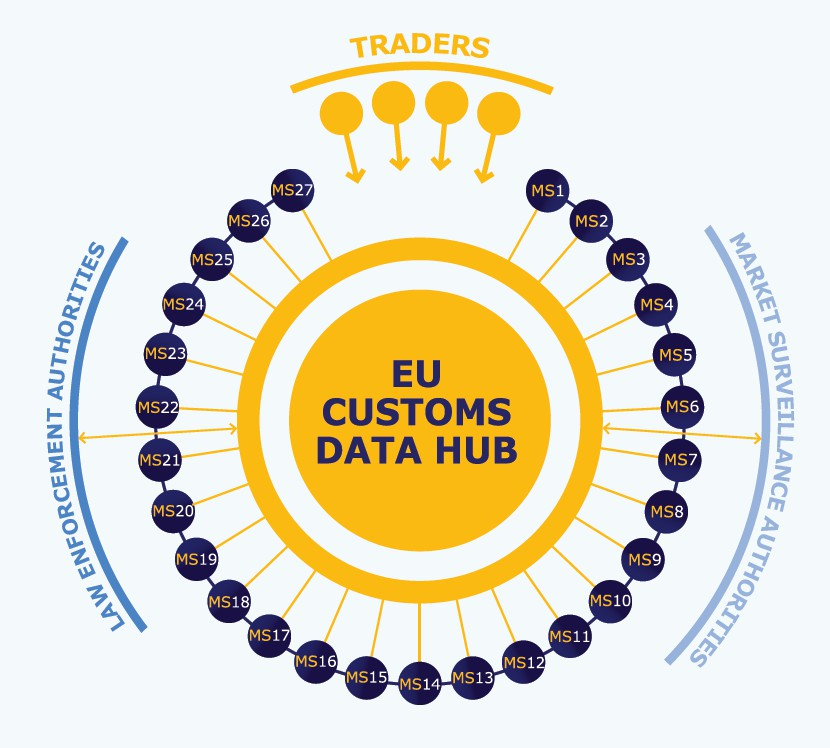 TRADERS
LAW ENFORCEMENT AUTHORITIES
MARKET SURVEILLANCE AUTHORITIES
EU
CUSTOMS
DATA HUB
MS1
MS2
MS3
MS4
MS5
MS6
MS7
MS8
MS9
MS10
MS11
MS12
MS13
MS14
MS15
MS16
MS17
MS18
MS19
MS20
MS21
MS22
MS23
MS24
MS25
MS26
MS27